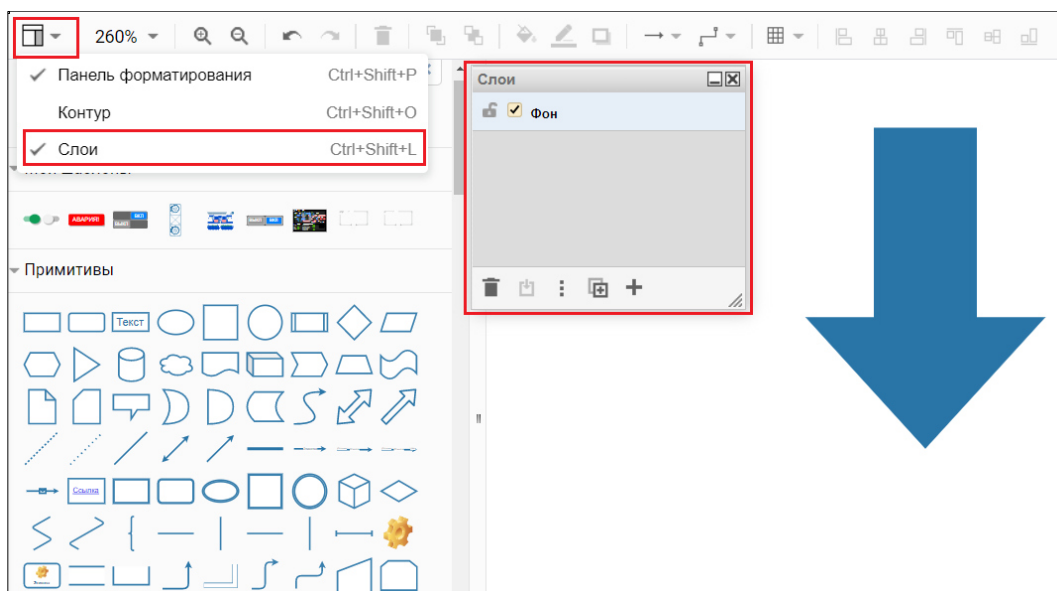 260%
Панель форматирования Ctrl+Shift+P
Контур Ctrl+Shift+O
Слои Ctrl+Shift+L
Слои
Фон
АВАРИЯ!
Примитивы
Текст
Ссылка